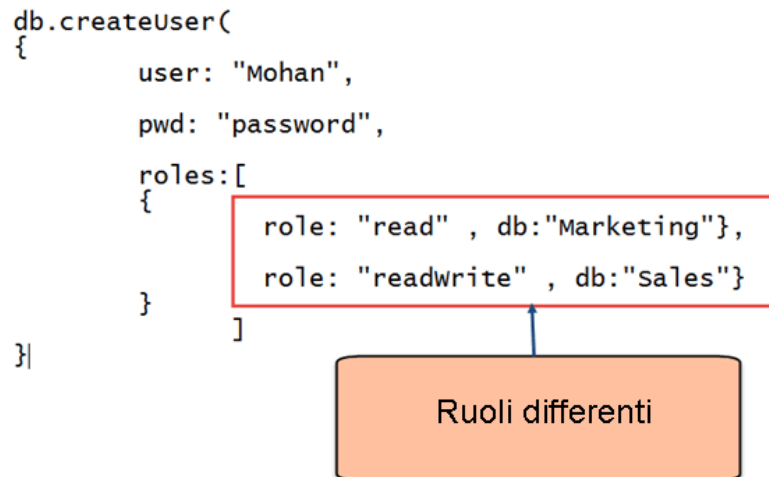 db.createUser(
{
user: "Mohan",
pwd: "password",
roles:[
{
role: "read" , db:"Marketing"},
role: "readWrite" , db:"Sales"}
}
]
}
Ruoli differenti